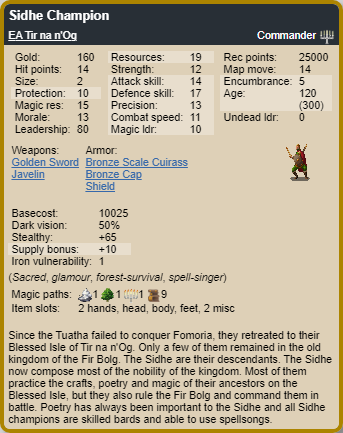 Sidhe Champion
EA Tir na n'Og Commander
Gold: 160 Resources: 19 Rec points: 25000
Hit points: 14 Strength: 12 Map move: 14
Size: 2 Attack skill: 14 Encumbrance: 5
Protection: 10 Defence skill: 17 Age: 120
Magic res: 15 Precision: 13 (300)
Morale: 13 Combat speed: 11 Undead ldr: 0
Leadership: 80 Magic ldr: 10
Weapons: Armor:
Golden Sword Bronze Scale Cuirass
Javelin Bronze Cap
Shield
Basecost: 10025
Dark vision: 50%
Stealthy: +65
Supply bonus: +10
Iron vulnerability: 1
(Sacred, glamour, forest-survival, spell-singer)
Magic paths: 1 1 1 9
Item slots: 2 hands, head, body, feet, 2 misc
Since the Tuatha failed to conquer Fomoria, they retreated to their
Blessed Isle of Tir na n'Og. Only a few of them remained in the old
kingdom of the Fir Bolg. The Sidhe are their descendants. The Sidhe
now compose most of the nobility of the kingdom. Most of them
practice the crafts, poetry and magic of their ancestors on the
Blessed Isle, but they also rule the Fir Bolg and command them in
battle. Poetry has always been important to the Sidhe and all Sidhe
champions are skilled bards and able to use spellsongs.